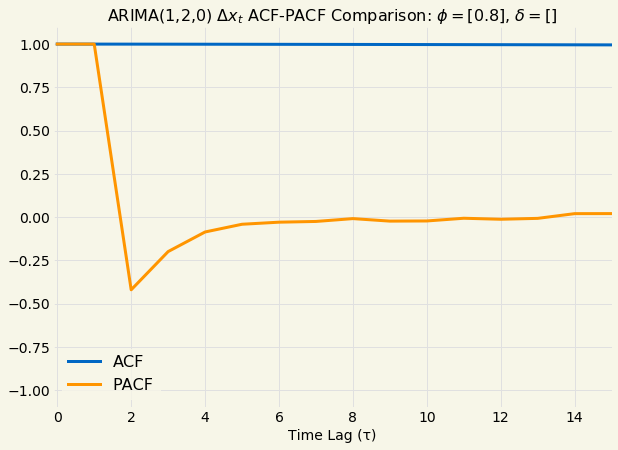 ARIMA(1,2,0) Δxₜ ACF-PACF Comparison: ϕ = [0.8], δ = []
1.00
0.75
0.50
0.25
0.00
−0.25
−0.50
−0.75
−1.00
ACF
PACF
0 2 4 6 8 10 12 14
Time Lag (τ)